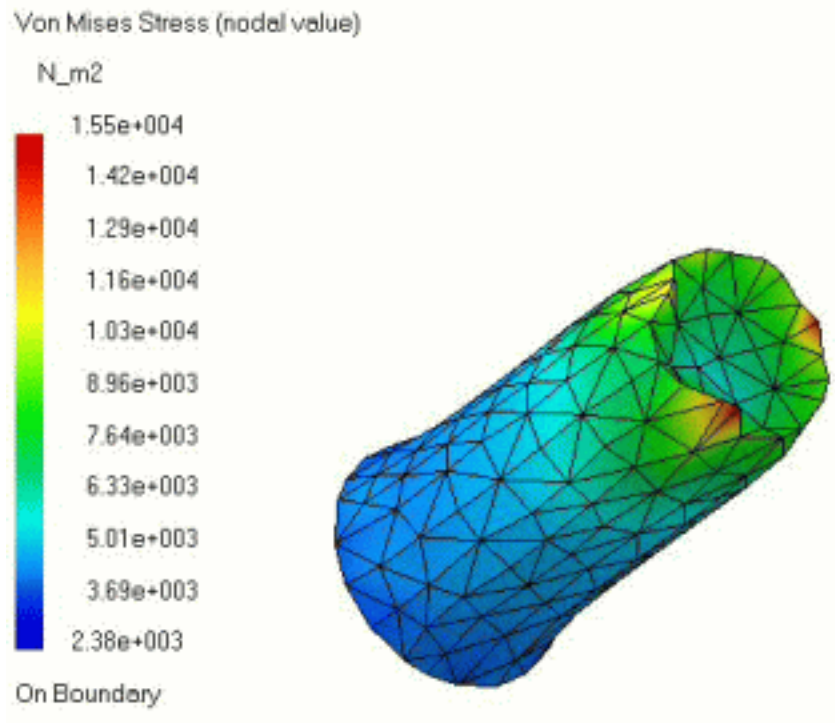 Von Mises Stress (nodal value)
N_m2
1.55e+004
1.42e+004
1.29e+004
1.16e+004
1.03e+004
8.96e+003
7.64e+003
6.33e+003
5.01e+003
3.69e+003
2.38e+003
On Boundary